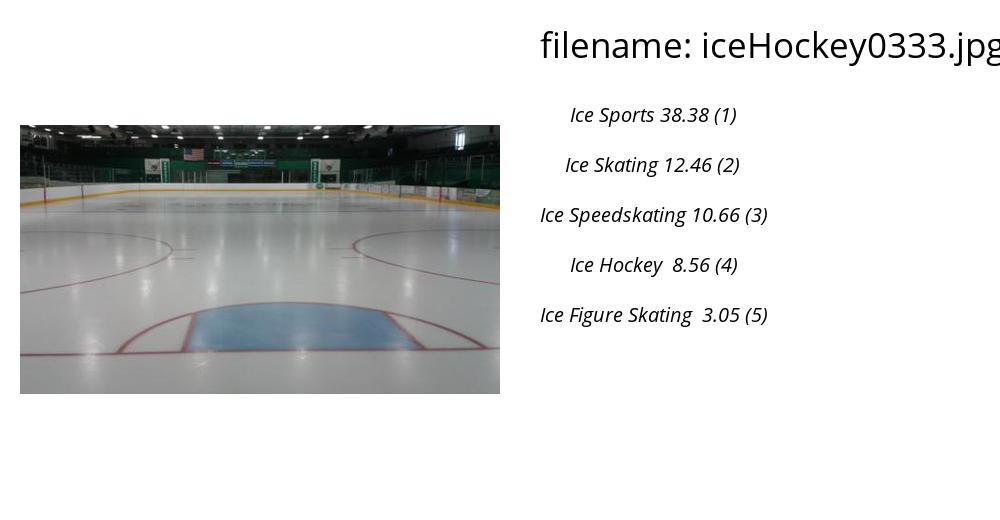 filename: iceHockey0333.jpg
Ice Sports 38.38 (1)
Ice Skating 12.46 (2)
Ice Speedskating 10.66 (3)
Ice Hockey 8.56 (4)
Ice Figure Skating 3.05 (5)